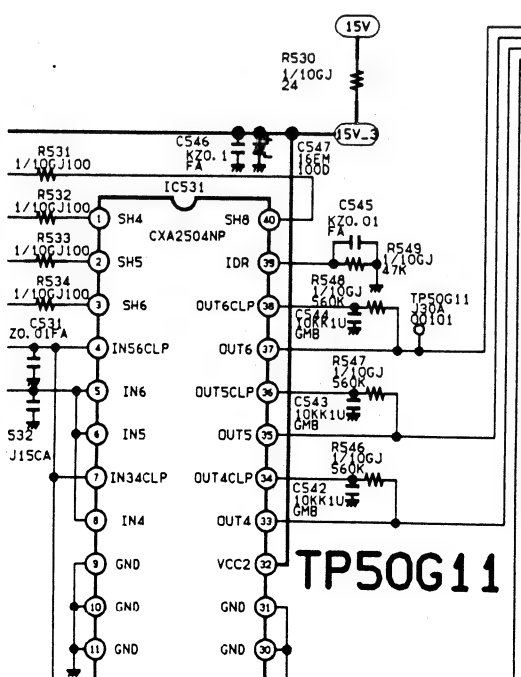 15V
R530
1/10GJ
24
15V_3
C546
KZ0.1
FA
C547
16EM
100D
R531
1/10GJ100
IC531
R532
1/10GJ100
1 SH4
SH8 40
CXA2504NP
C545
KZ0.01
FA
R533
1/10GJ100
2 SH5
IDR 39
R549
1/10GJ
47K
R534
1/10GJ100
3 SH6
OUT6CLP 38
R548
1/10GJ
560K
C544
10KK1U
GMB
TP50G11
J30A
00101
C531
Z0.01FA
4 IN56CLP
OUT6 37
R547
1/10GJ
560K
5 IN6
OUT5CLP 36
C543
10KK1U
GMB
532
J15CA
6 IN5
OUT5 35
R546
1/10GJ
560K
7 IN34CLP
OUT4CLP 34
C542
10KK1U
GMB
8 IN4
OUT4 33
9 GND
VCC2 32
TP50G11
10 GND
GND 31
11 GND
GND 30